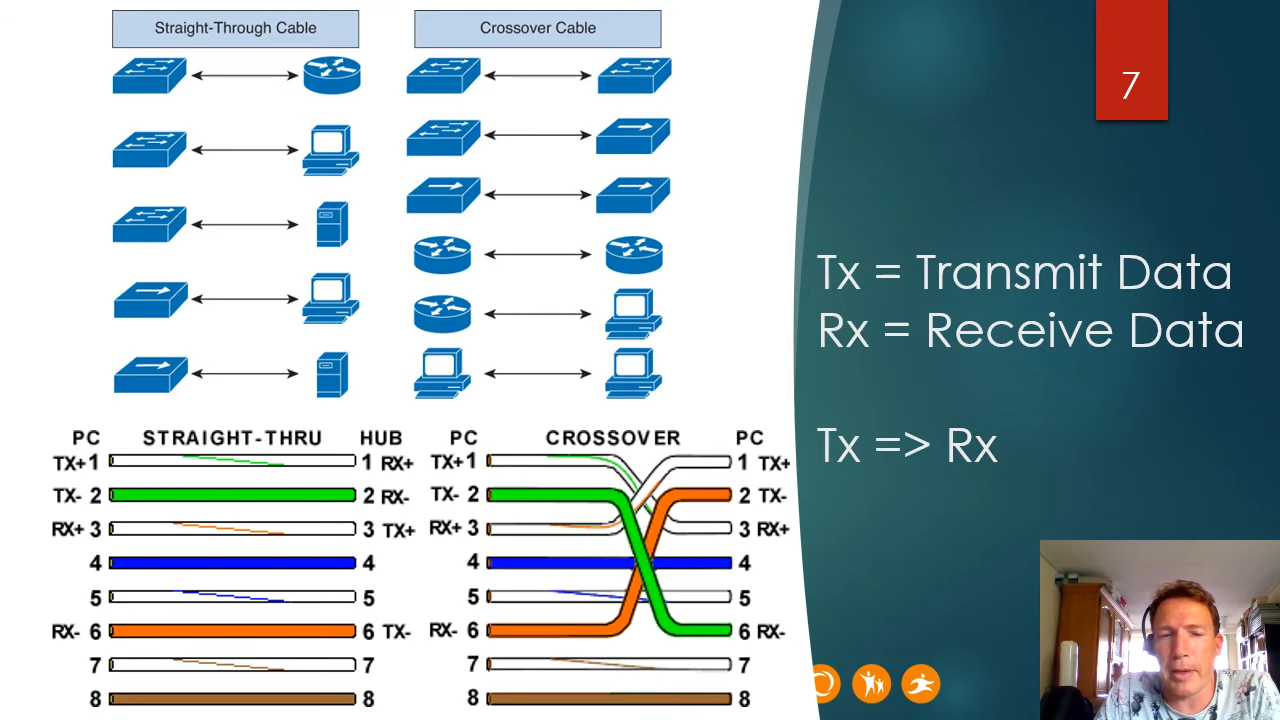 Straight-Through Cable
Crossover Cable
7
Tx = Transmit Data
Rx = Receive Data
Tx => Rx
PC STRAIGHT-THRU HUB
TX+ 1 1 RX+
TX- 2 2 RX-
RX+ 3 3 TX+
4 4
5 5
RX- 6 6 TX-
7 7
8 8
PC CROSSOVER PC
TX+ 1 1 TX+
TX- 2 2 TX-
RX+ 3 3 RX+
4 4
5 5
RX- 6 6 RX-
7 7
8 8